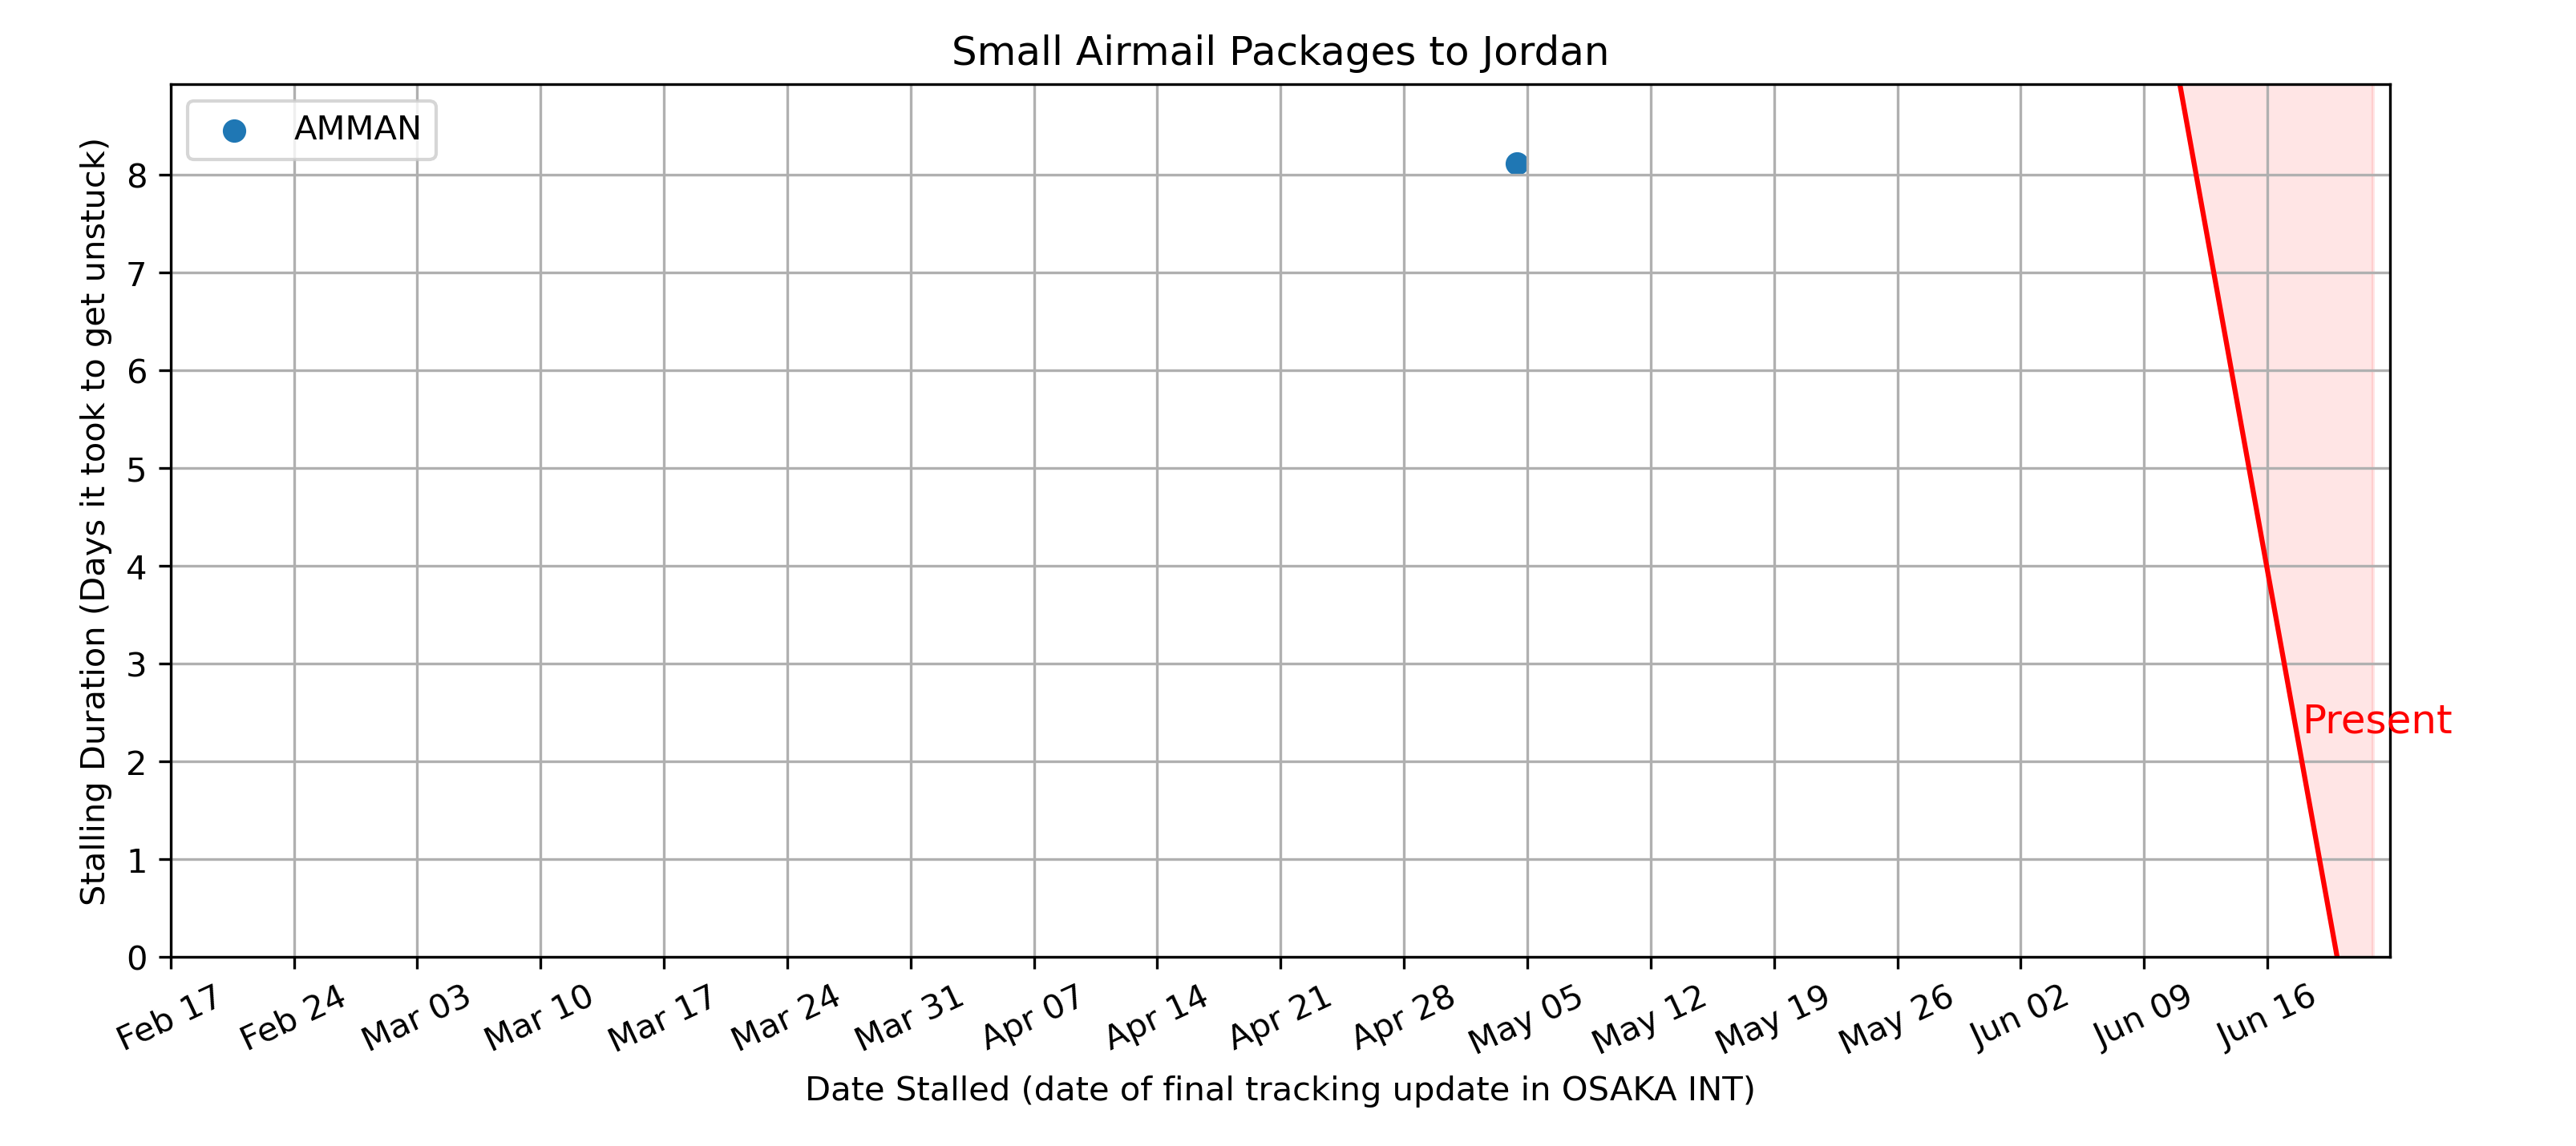 Small Airmail Packages to Jordan
AMMAN
Stalling Duration (Days it took to get unstuck)
8
7
6
5
4
3
2
1
0
Present
Feb 17 Feb 24 Mar 03 Mar 10 Mar 17 Mar 24 Mar 31 Apr 07 Apr 14 Apr 21 Apr 28 May 05 May 12 May 19 May 26 Jun 02 Jun 09 Jun 16
Date Stalled (date of final tracking update in OSAKA INT)